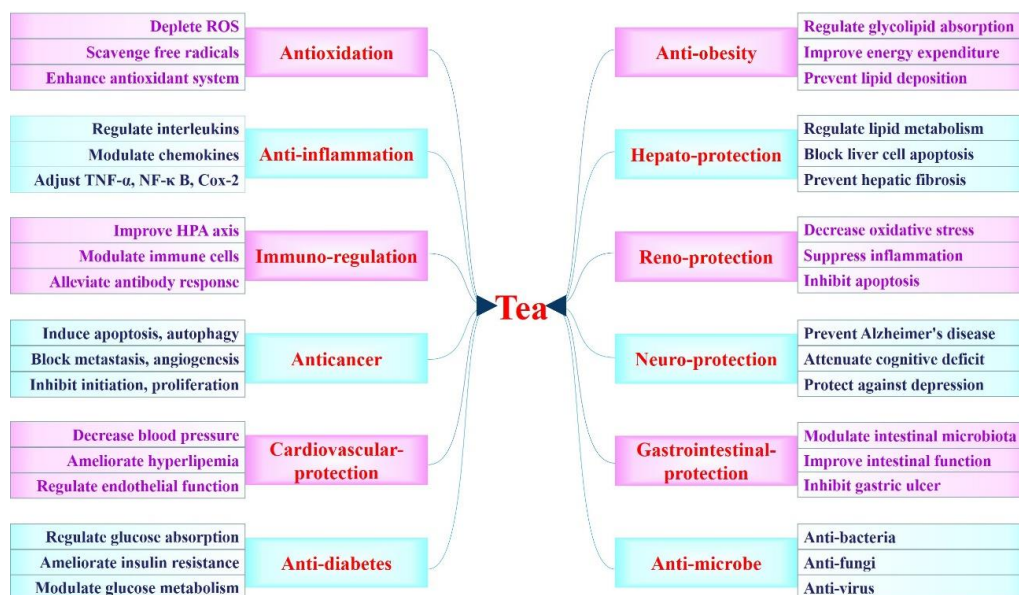 Deplete ROS
Scavenge free radicals
Enhance antioxidant system
Antioxidation
Regulate interleukins
Modulate chemokines
Adjust TNF-α, NF-κ B, Cox-2
Anti-inflammation
Improve HPA axis
Modulate immune cells
Alleviate antibody response
Immuno-regulation
Induce apoptosis, autophagy
Block metastasis, angiogenesis
Inhibit initiation, proliferation
Anticancer
Decrease blood pressure
Ameliorate hyperlipemia
Regulate endothelial function
Cardiovascular-
protection
Regulate glucose absorption
Ameliorate insulin resistance
Modulate glucose metabolism
Anti-diabetes
Tea
Anti-obesity
Regulate glycolipid absorption
Improve energy expenditure
Prevent lipid deposition
Hepato-protection
Regulate lipid metabolism
Block liver cell apoptosis
Prevent hepatic fibrosis
Reno-protection
Decrease oxidative stress
Suppress inflammation
Inhibit apoptosis
Neuro-protection
Prevent Alzheimer's disease
Attenuate cognitive deficit
Protect against depression
Gastrointestinal-
protection
Modulate intestinal microbiota
Improve intestinal function
Inhibit gastric ulcer
Anti-microbe
Anti-bacteria
Anti-fungi
Anti-virus